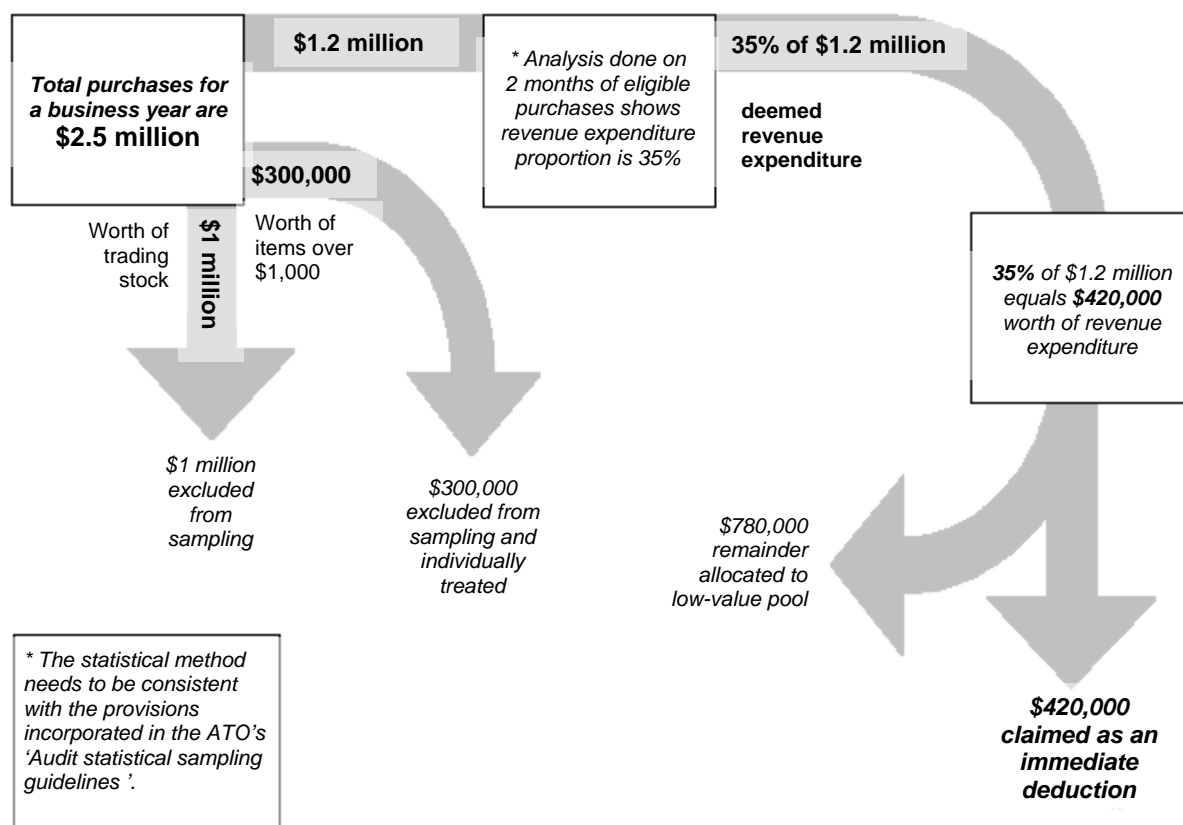 Total purchases for
a business year are
$2.5 million
$1.2 million
* Analysis done on
2 months of eligible
purchases shows
revenue expenditure
proportion is 35%
35% of $1.2 million
deemed
revenue
expenditure
$300,000
Worth of
items over
$1,000
$1 million
Worth of
trading
stock
35% of $1.2 million
equals $420,000
worth of revenue
expenditure
$1 million
excluded
from
sampling
$300,000
excluded from
sampling and
individually
treated
$780,000
remainder
allocated to
low-value pool
$420,000
claimed as an
immediate
deduction
* The statistical method
needs to be consistent
with the provisions
incorporated in the ATO's
‘Audit statistical sampling
guidelines ’.